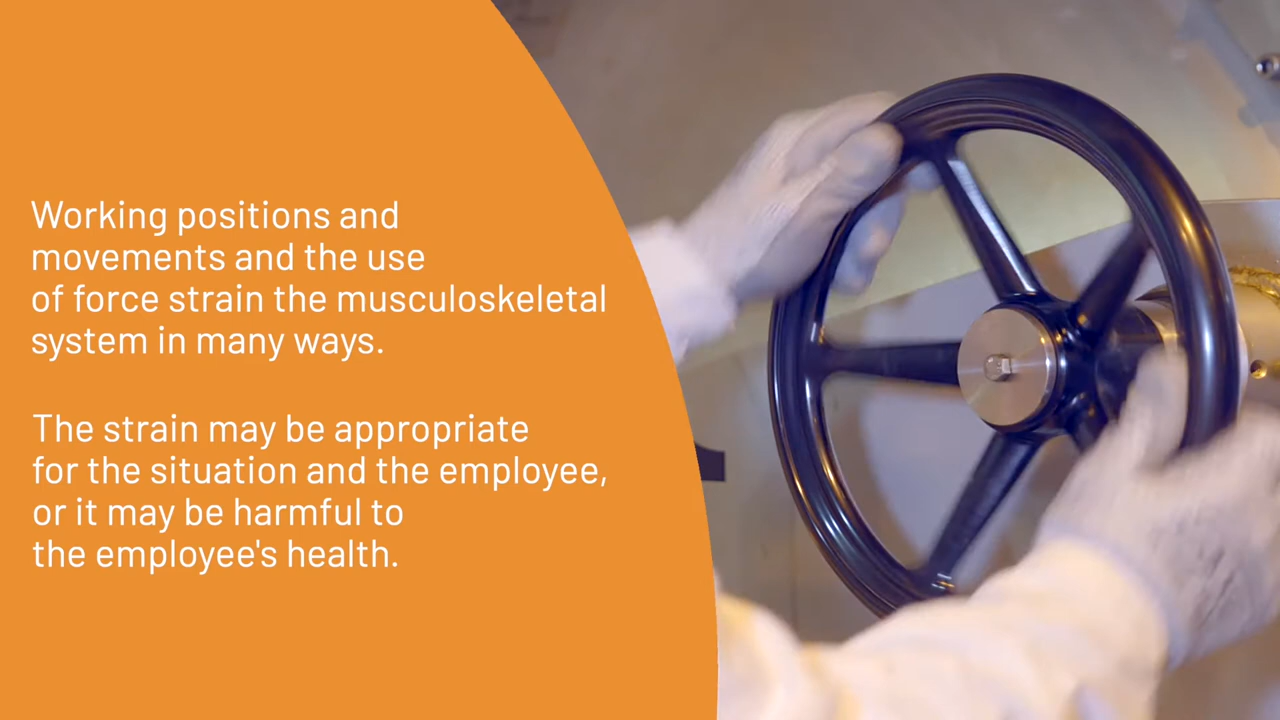 Working positions and
movements and the use
of force strain the musculoskeletal
system in many ways.
The strain may be appropriate
for the situation and the employee,
or it may be harmful to
the employee's health.